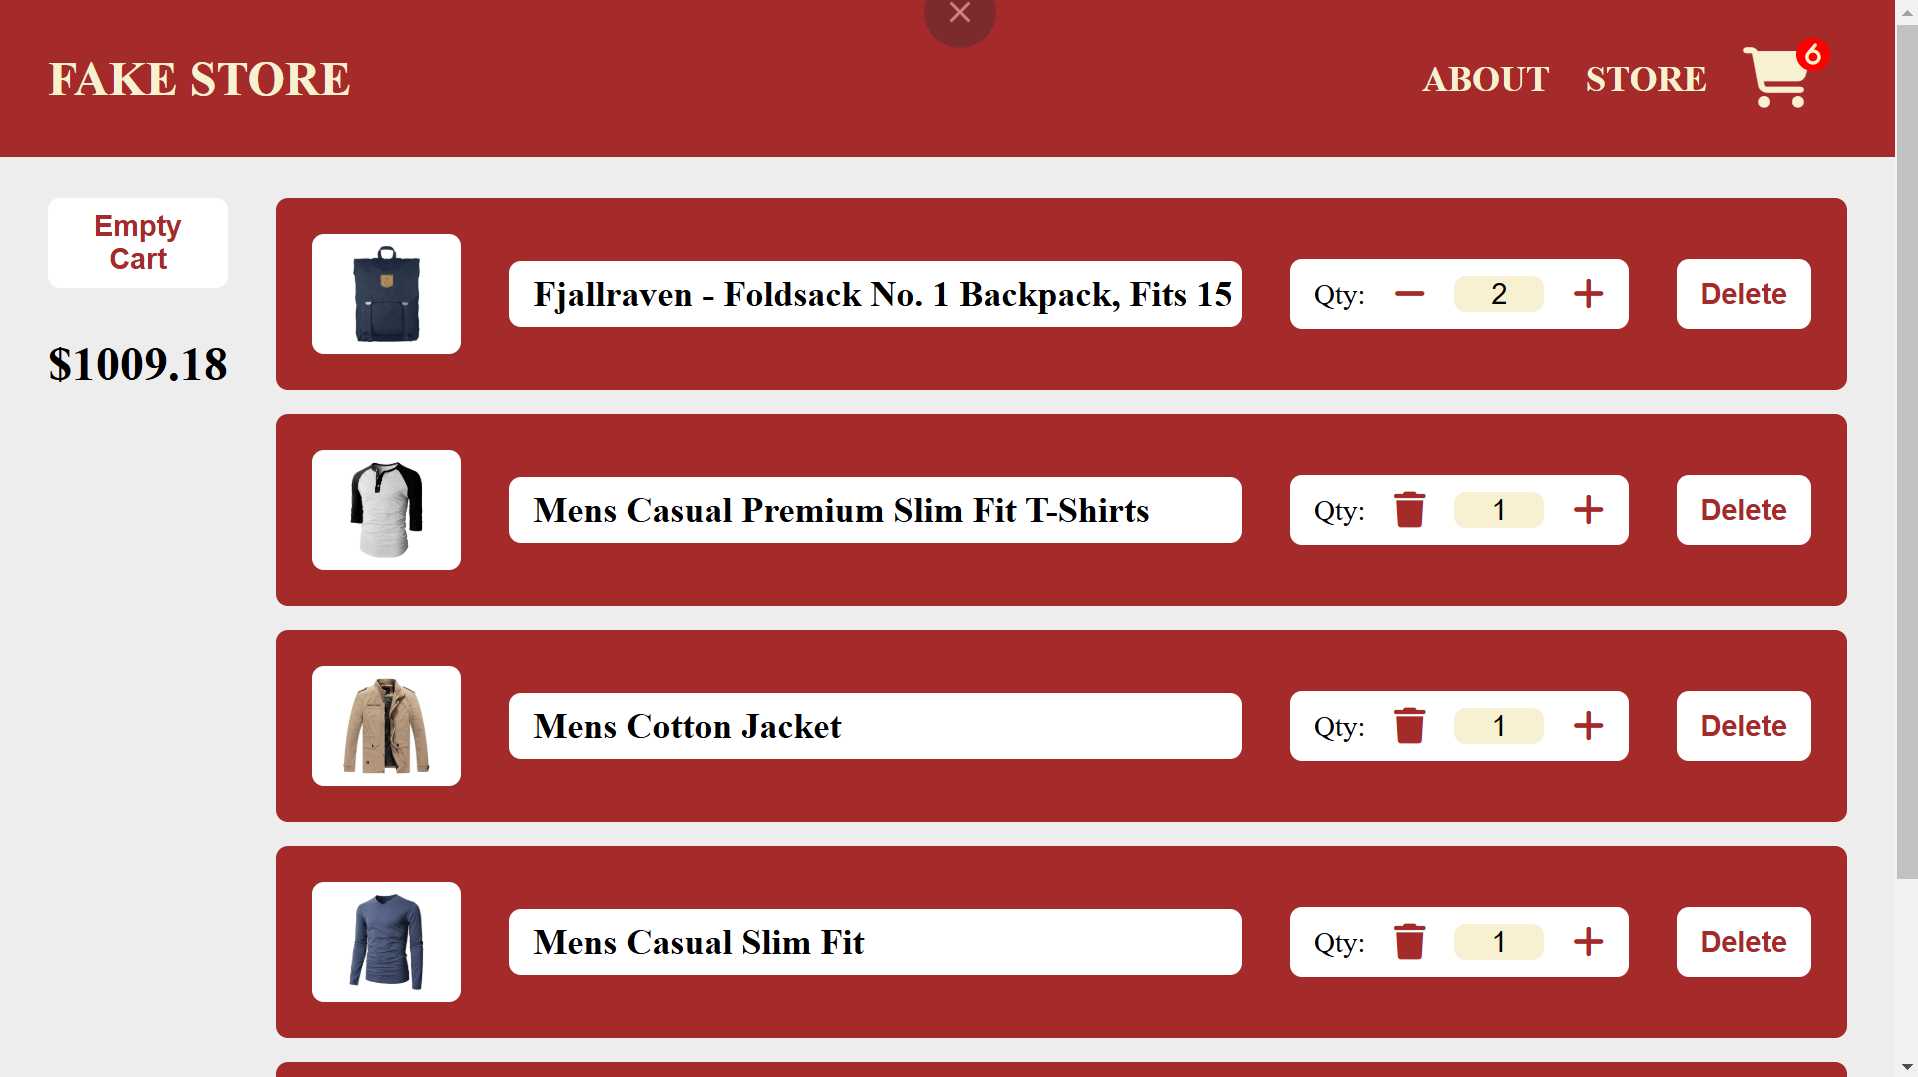 FAKE STORE
ABOUT
STORE
6
Empty
Cart
$1009.18
Fjallraven - Foldsack No. 1 Backpack, Fits 15
Qty:
2
Delete
Mens Casual Premium Slim Fit T-Shirts
Qty:
1
Delete
Mens Cotton Jacket
Qty:
1
Delete
Mens Casual Slim Fit
Qty:
1
Delete